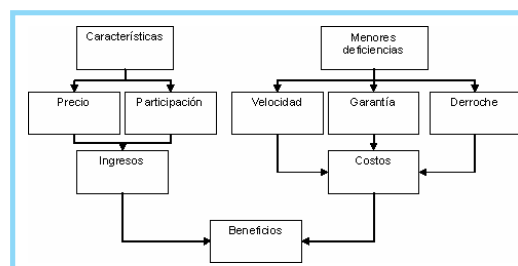 Características
Menores
deficiencias
Precio
Participación
Velocidad
Garantía
Derroche
Ingresos
Costos
Beneficios